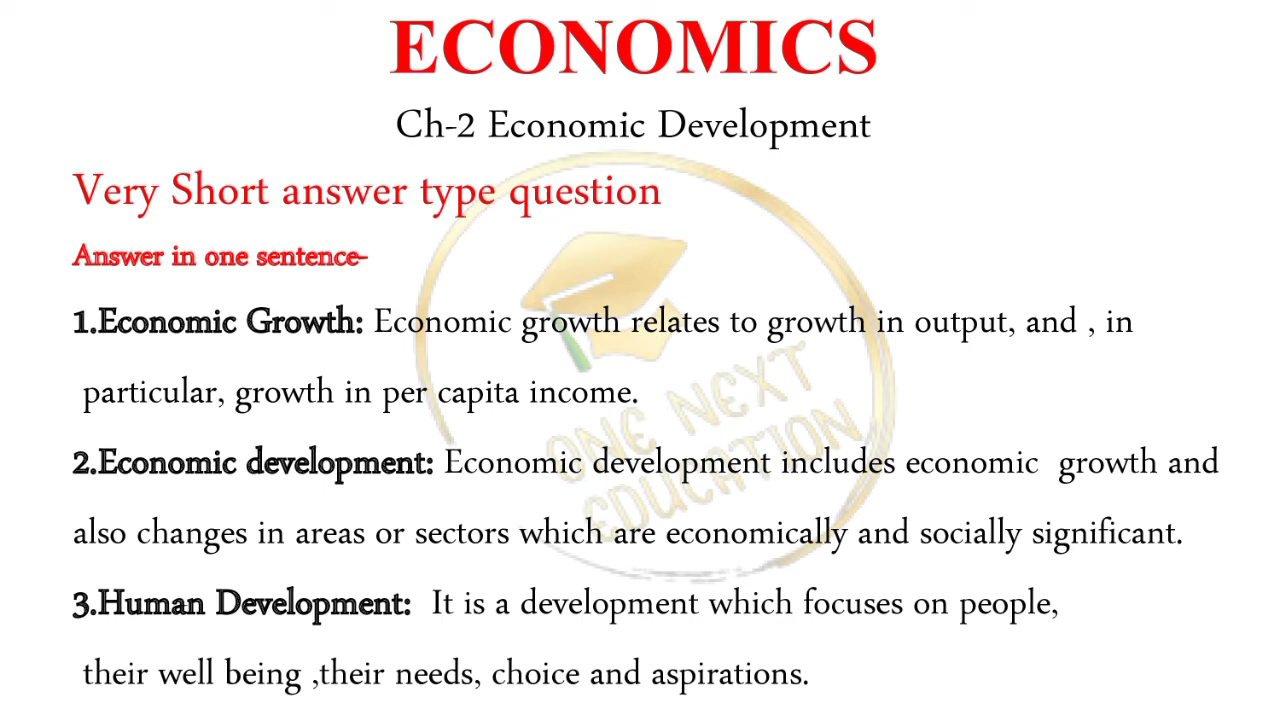 ECONOMICS
Ch-2 Economic Development
Very Short answer type question
Answer in one sentence-
1.Economic Growth: Economic growth relates to growth in output, and , in
particular, growth in per capita income.
2.Economic development: Economic development includes economic  growth and
also changes in areas or sectors which are economically and socially significant.
3.Human Development:  It is a development which focuses on people,
their well being ,their needs, choice and aspirations.
ONE NEXT
EDUCATION